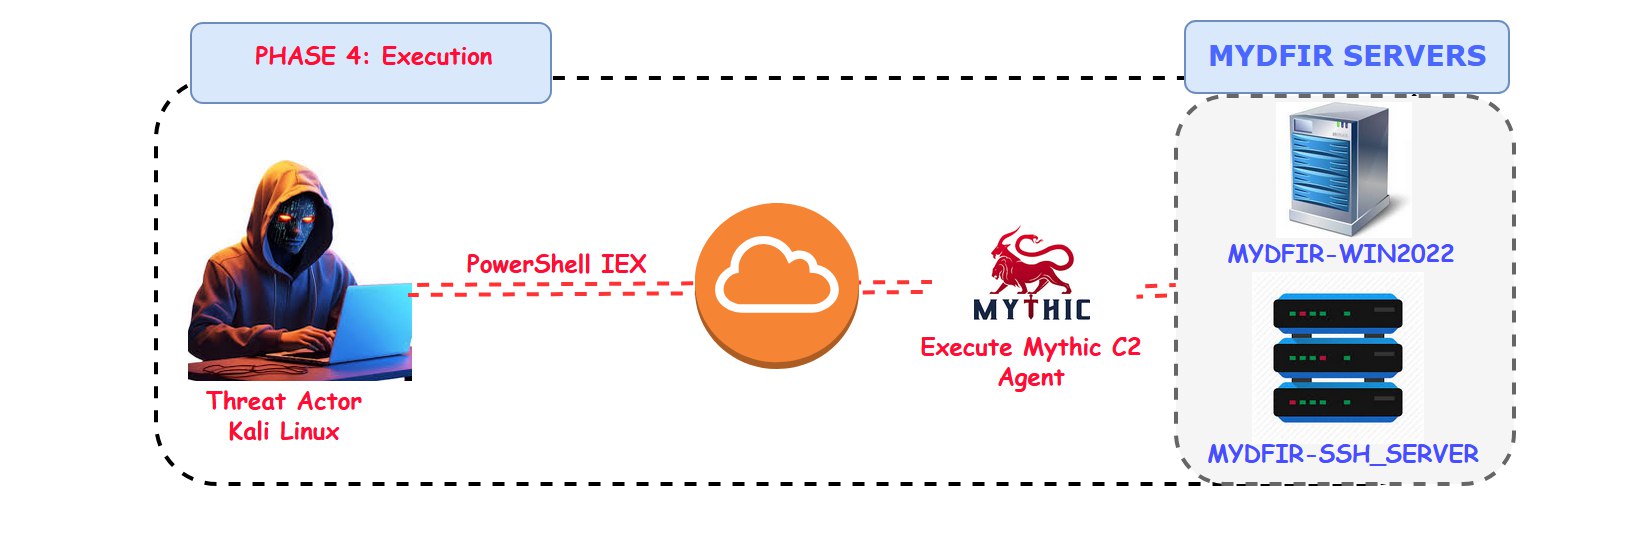 PHASE 4: Execution
MYDFIR SERVERS
PowerShell IEX
MYTHIC
Execute Mythic C2
Agent
Threat Actor
Kali Linux
MYDFIR-WIN2022
MYDFIR-SSH_SERVER